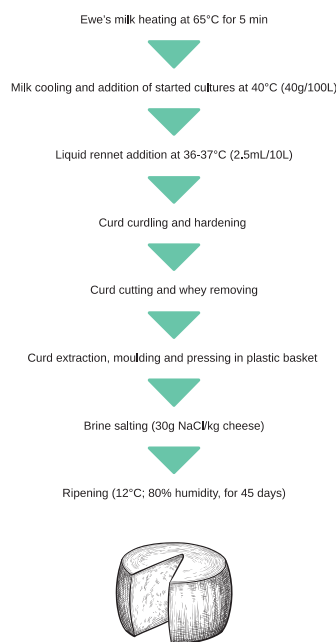 Ewe's milk heating at 65°C for 5 min
Milk cooling and addition of started cultures at 40°C (40g/100L)
Liquid rennet addition at 36-37°C (2.5mL/10L)
Curd curdling and hardening
Curd cutting and whey removing
Curd extraction, moulding and pressing in plastic basket
Brine salting (30g NaCl/kg cheese)
Ripening (12°C; 80% humidity, for 45 days)